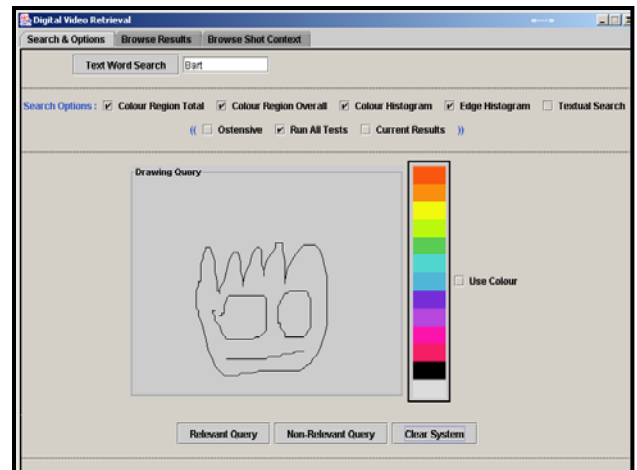 Digital Video Retrieval
Search & Options Browse Results Browse Shot Context
Text Word Search Bart
Search Options : Colour Region Total Colour Region Overall Colour Histogram Edge Histogram Textual Search
(( Ostensive Run All Tests Current Results ))
Drawing Query
Use Colour
Relevant Query Non-Relevant Query Clear System